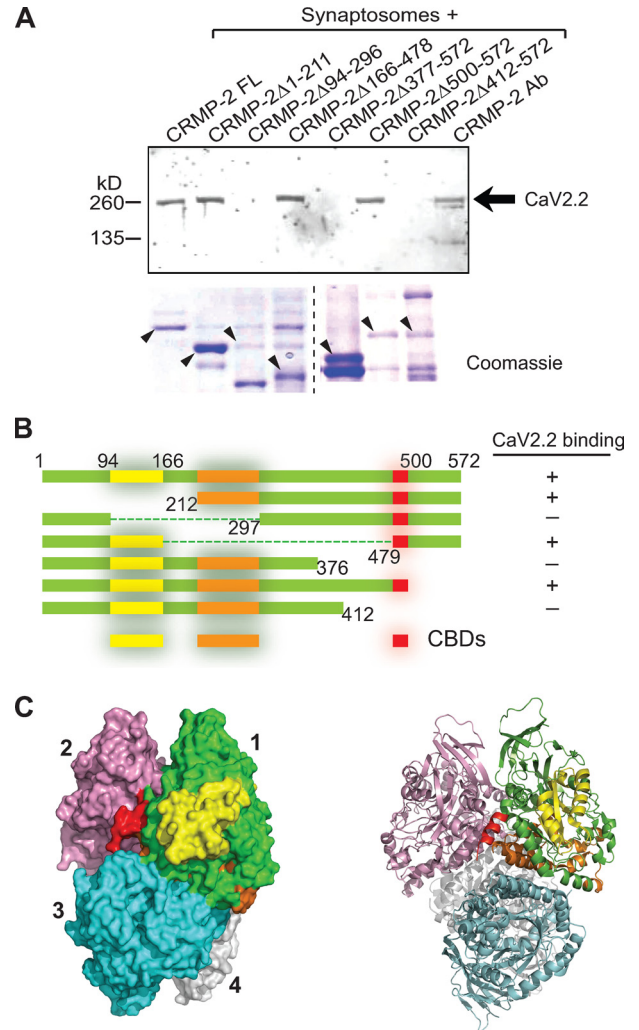 A
Synaptosomes +
CRMP-2 FL
CRMP-2Δ1-211
CRMP-2Δ94-296
CRMP-2Δ166-478
CRMP-2Δ377-572
CRMP-2Δ500-572
CRMP-2Δ412-572
CRMP-2 Ab
kD
260
135
CaV2.2
Coomassie
B
CaV2.2 binding
1 94 166 500 572
+
212 +
297 –
479 +
376 –
+
412 –
CBDs
C
2 1
3
4